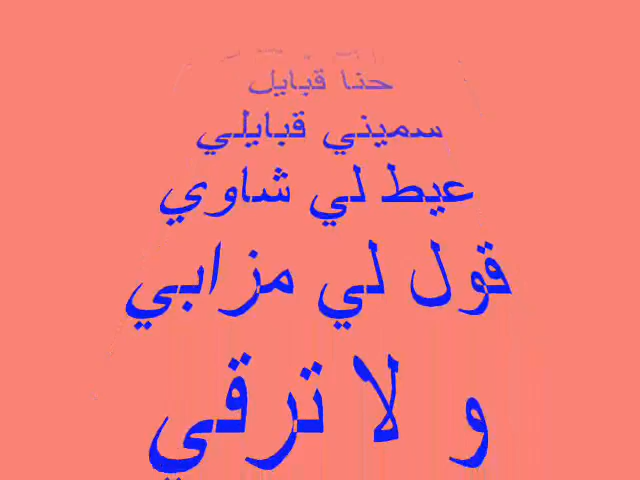 حنا قبايل
سميني قبايلي
عيط لي شاوي
قول لي مزابي
و لا ترقي